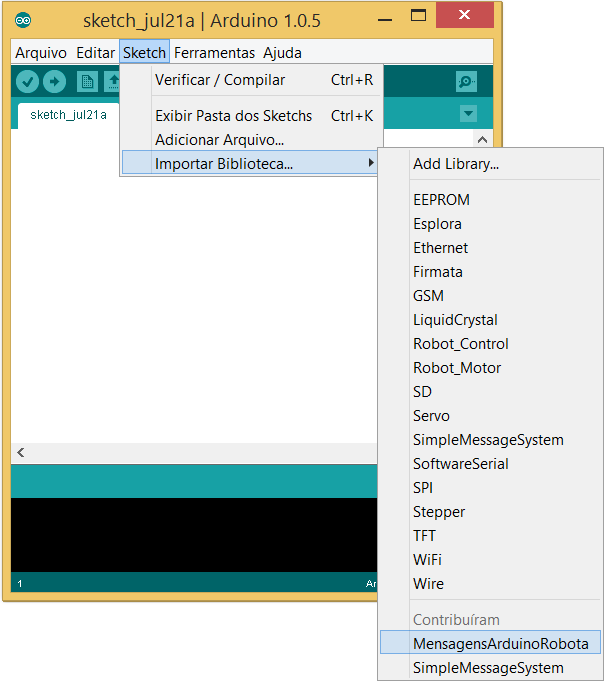 sketch_jul21a | Arduino 1.0.5
Arquivo Editar Sketch Ferramentas Ajuda
sketch_jul21a
Verificar / Compilar Ctrl+R
Exibir Pasta dos Sketchs Ctrl+K
Adicionar Arquivo...
Importar Biblioteca...
Add Library...
EEPROM
Esplora
Ethernet
Firmata
GSM
LiquidCrystal
Robot_Control
Robot_Motor
SD
Servo
SimpleMessageSystem
SoftwareSerial
SPI
Stepper
TFT
WiFi
Wire
Contribuíram
MensagensArduinoRobota
SimpleMessageSystem
1 Ar